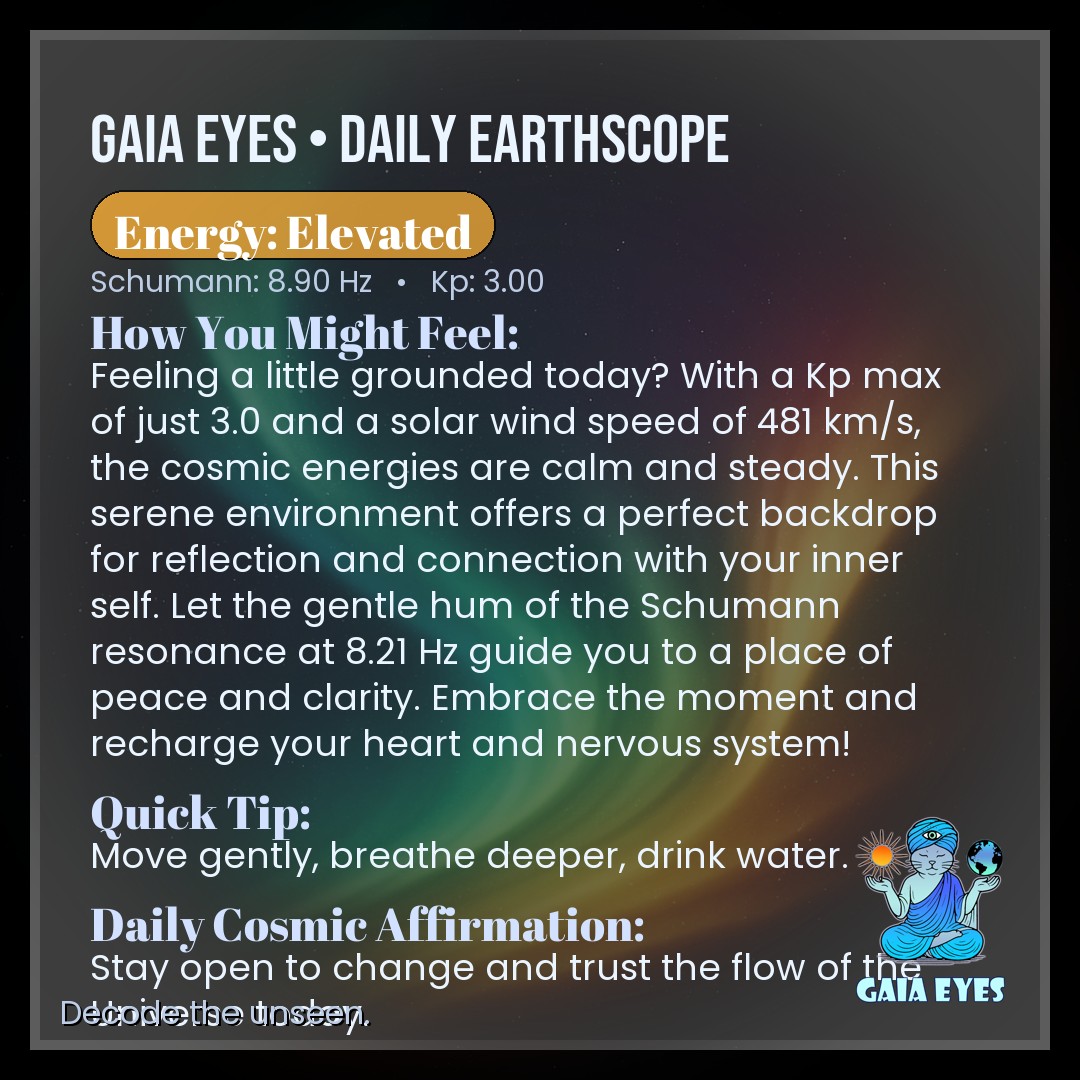 GAIA EYES • DAILY EARTHSCOPE
Energy: Elevated
Schumann: 8.90 Hz • Kp: 3.00
How You Might Feel:
Feeling a little grounded today? With a Kp max
of just 3.0 and a solar wind speed of 481 km/s,
the cosmic energies are calm and steady. This
serene environment offers a perfect backdrop
for reflection and connection with your inner
self. Let the gentle hum of the Schumann
resonance at 8.21 Hz guide you to a place of
peace and clarity. Embrace the moment and
recharge your heart and nervous system!
Quick Tip:
Move gently, breathe deeper, drink water.
Daily Cosmic Affirmation:
Stay open to change and trust the flow of the
Decode the unseen.
GAIA EYES